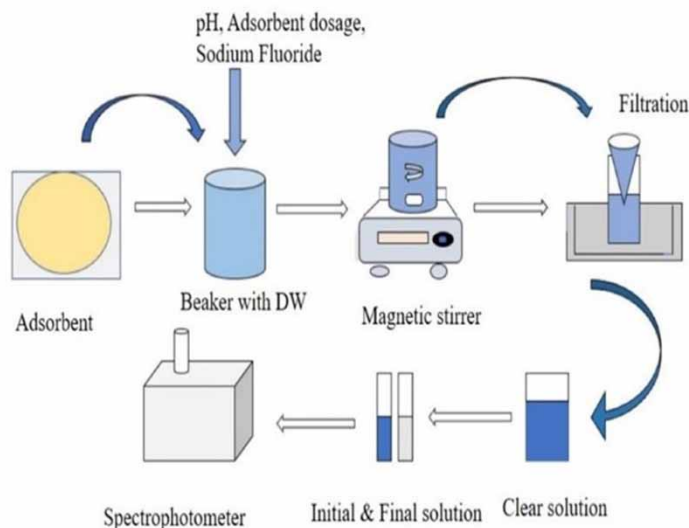 pH, Adsorbent dosage,
Sodium Fluoride
Filtration
Adsorbent
Beaker with DW
Magnetic stirrer
Spectrophotometer
Initial & Final solution
Clear solution